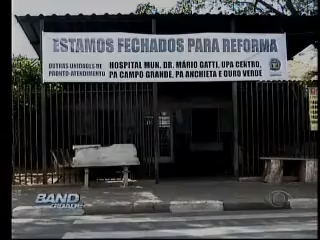 ESTAMOS FECHADOS PARA REFORMA
OUTRAS UNIDADES DE HOSPITAL MUN. DR. MÁRIO GATTI, UPA CENTRO,
PRONTO-ATENDIMENTO: PA CAMPO GRANDE, PA ANCHIETA E OURO VERDE
BAND
CIDADE